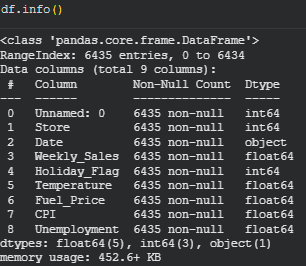 df.info()
<class 'pandas.core.frame.DataFrame'>
RangeIndex: 6435 entries, 0 to 6434
Data columns (total 9 columns):
 #   Column        Non-Null Count  Dtype
---  ------        --------------  -----
 0   Unnamed: 0    6435 non-null   int64
 1   Store         6435 non-null   int64
 2   Date          6435 non-null   object
 3   Weekly_Sales  6435 non-null   float64
 4   Holiday_Flag  6435 non-null   int64
 5   Temperature   6435 non-null   float64
 6   Fuel_Price    6435 non-null   float64
 7   CPI           6435 non-null   float64
 8   Unemployment  6435 non-null   float64
dtypes: float64(5), int64(3), object(1)
memory usage: 452.6+ KB